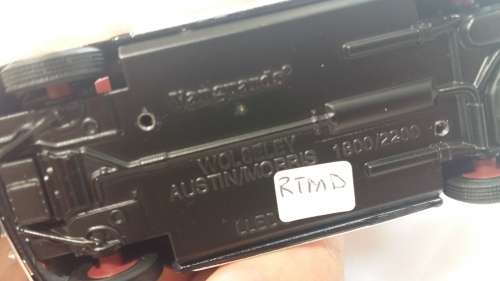 Vanguards
WOLSELEY
AUSTIN/MORRIS 1800/2200
RTMD